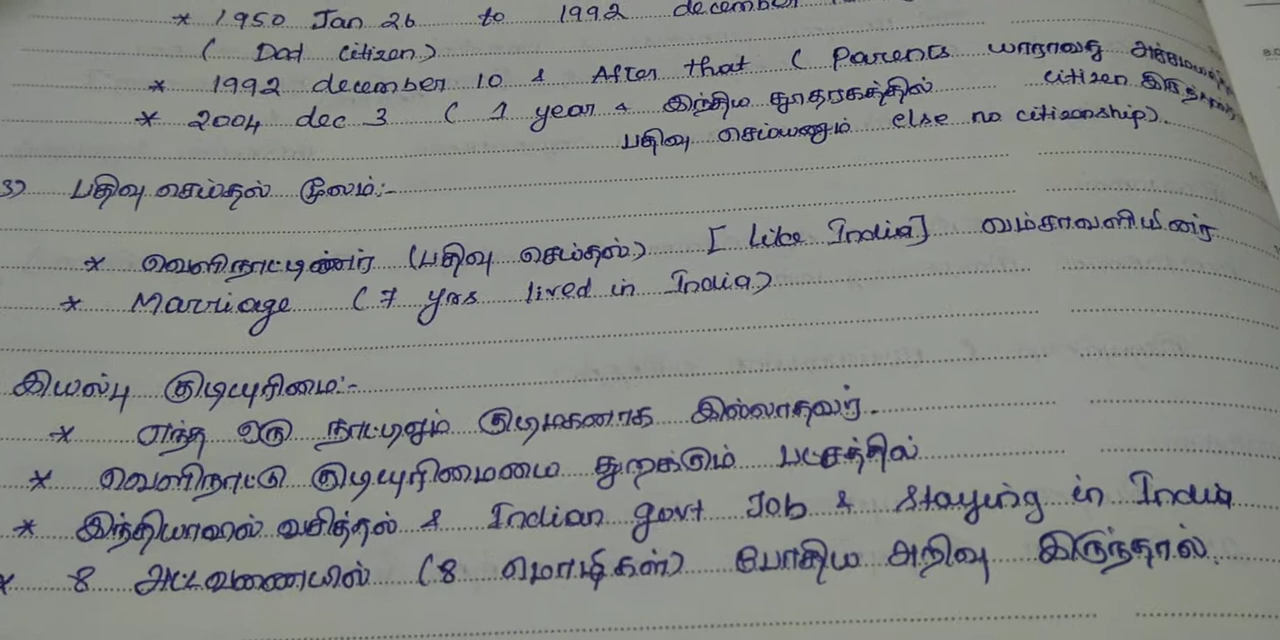 * 1950 Jan 26 to 1992 december
( Dad citizen )
* 1992 december 10 & After that ( Parents யாராவது
citizen இருந்தால்
* 2004 dec 3 ( 1 year & இந்திய தூதரகத்தில்
பதிவு செய்யணும் else no citizenship).
3) பதிவு செய்தல் மூலம்:-
* வெளிநாட்டினர் (பதிவு செய்தல்) [ Like India] வம்சாவளியினர்
* Marriage ( 7 yrs lived in India)
இயல்பு குடியுரிமை:-
* எந்த ஒரு நாட்டிலும் குடிமகனாக இல்லாதவர்.
* வெளிநாட்டு குடியுரிமையை துறக்கும் பட்சத்தில்
* இந்தியாவில் வசித்தல் & Indian govt Job & staying in India
* 8 அட்டவணையில் (8 மொழிகள்) போதிய அறிவு இருந்தால்.